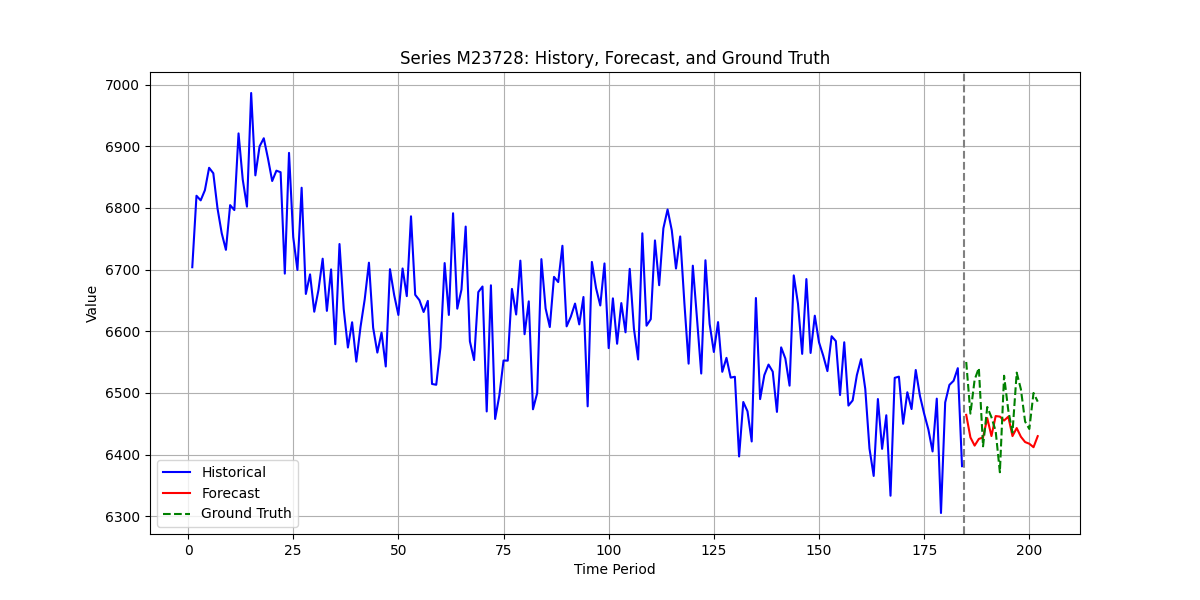 Series M23728: History, Forecast, and Ground Truth
7000
6900
6800
6700
6600
6500
6400
6300
Value
Historical
Forecast
Ground Truth
0
25
50
75
100
125
150
175
200
Time Period